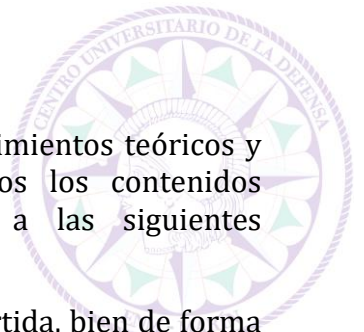 CENTRO UNIVERSITARIO DE LA DEFENSA
imientos teóricos y
os los contenidos
a las siguientes
rtida, bien de forma